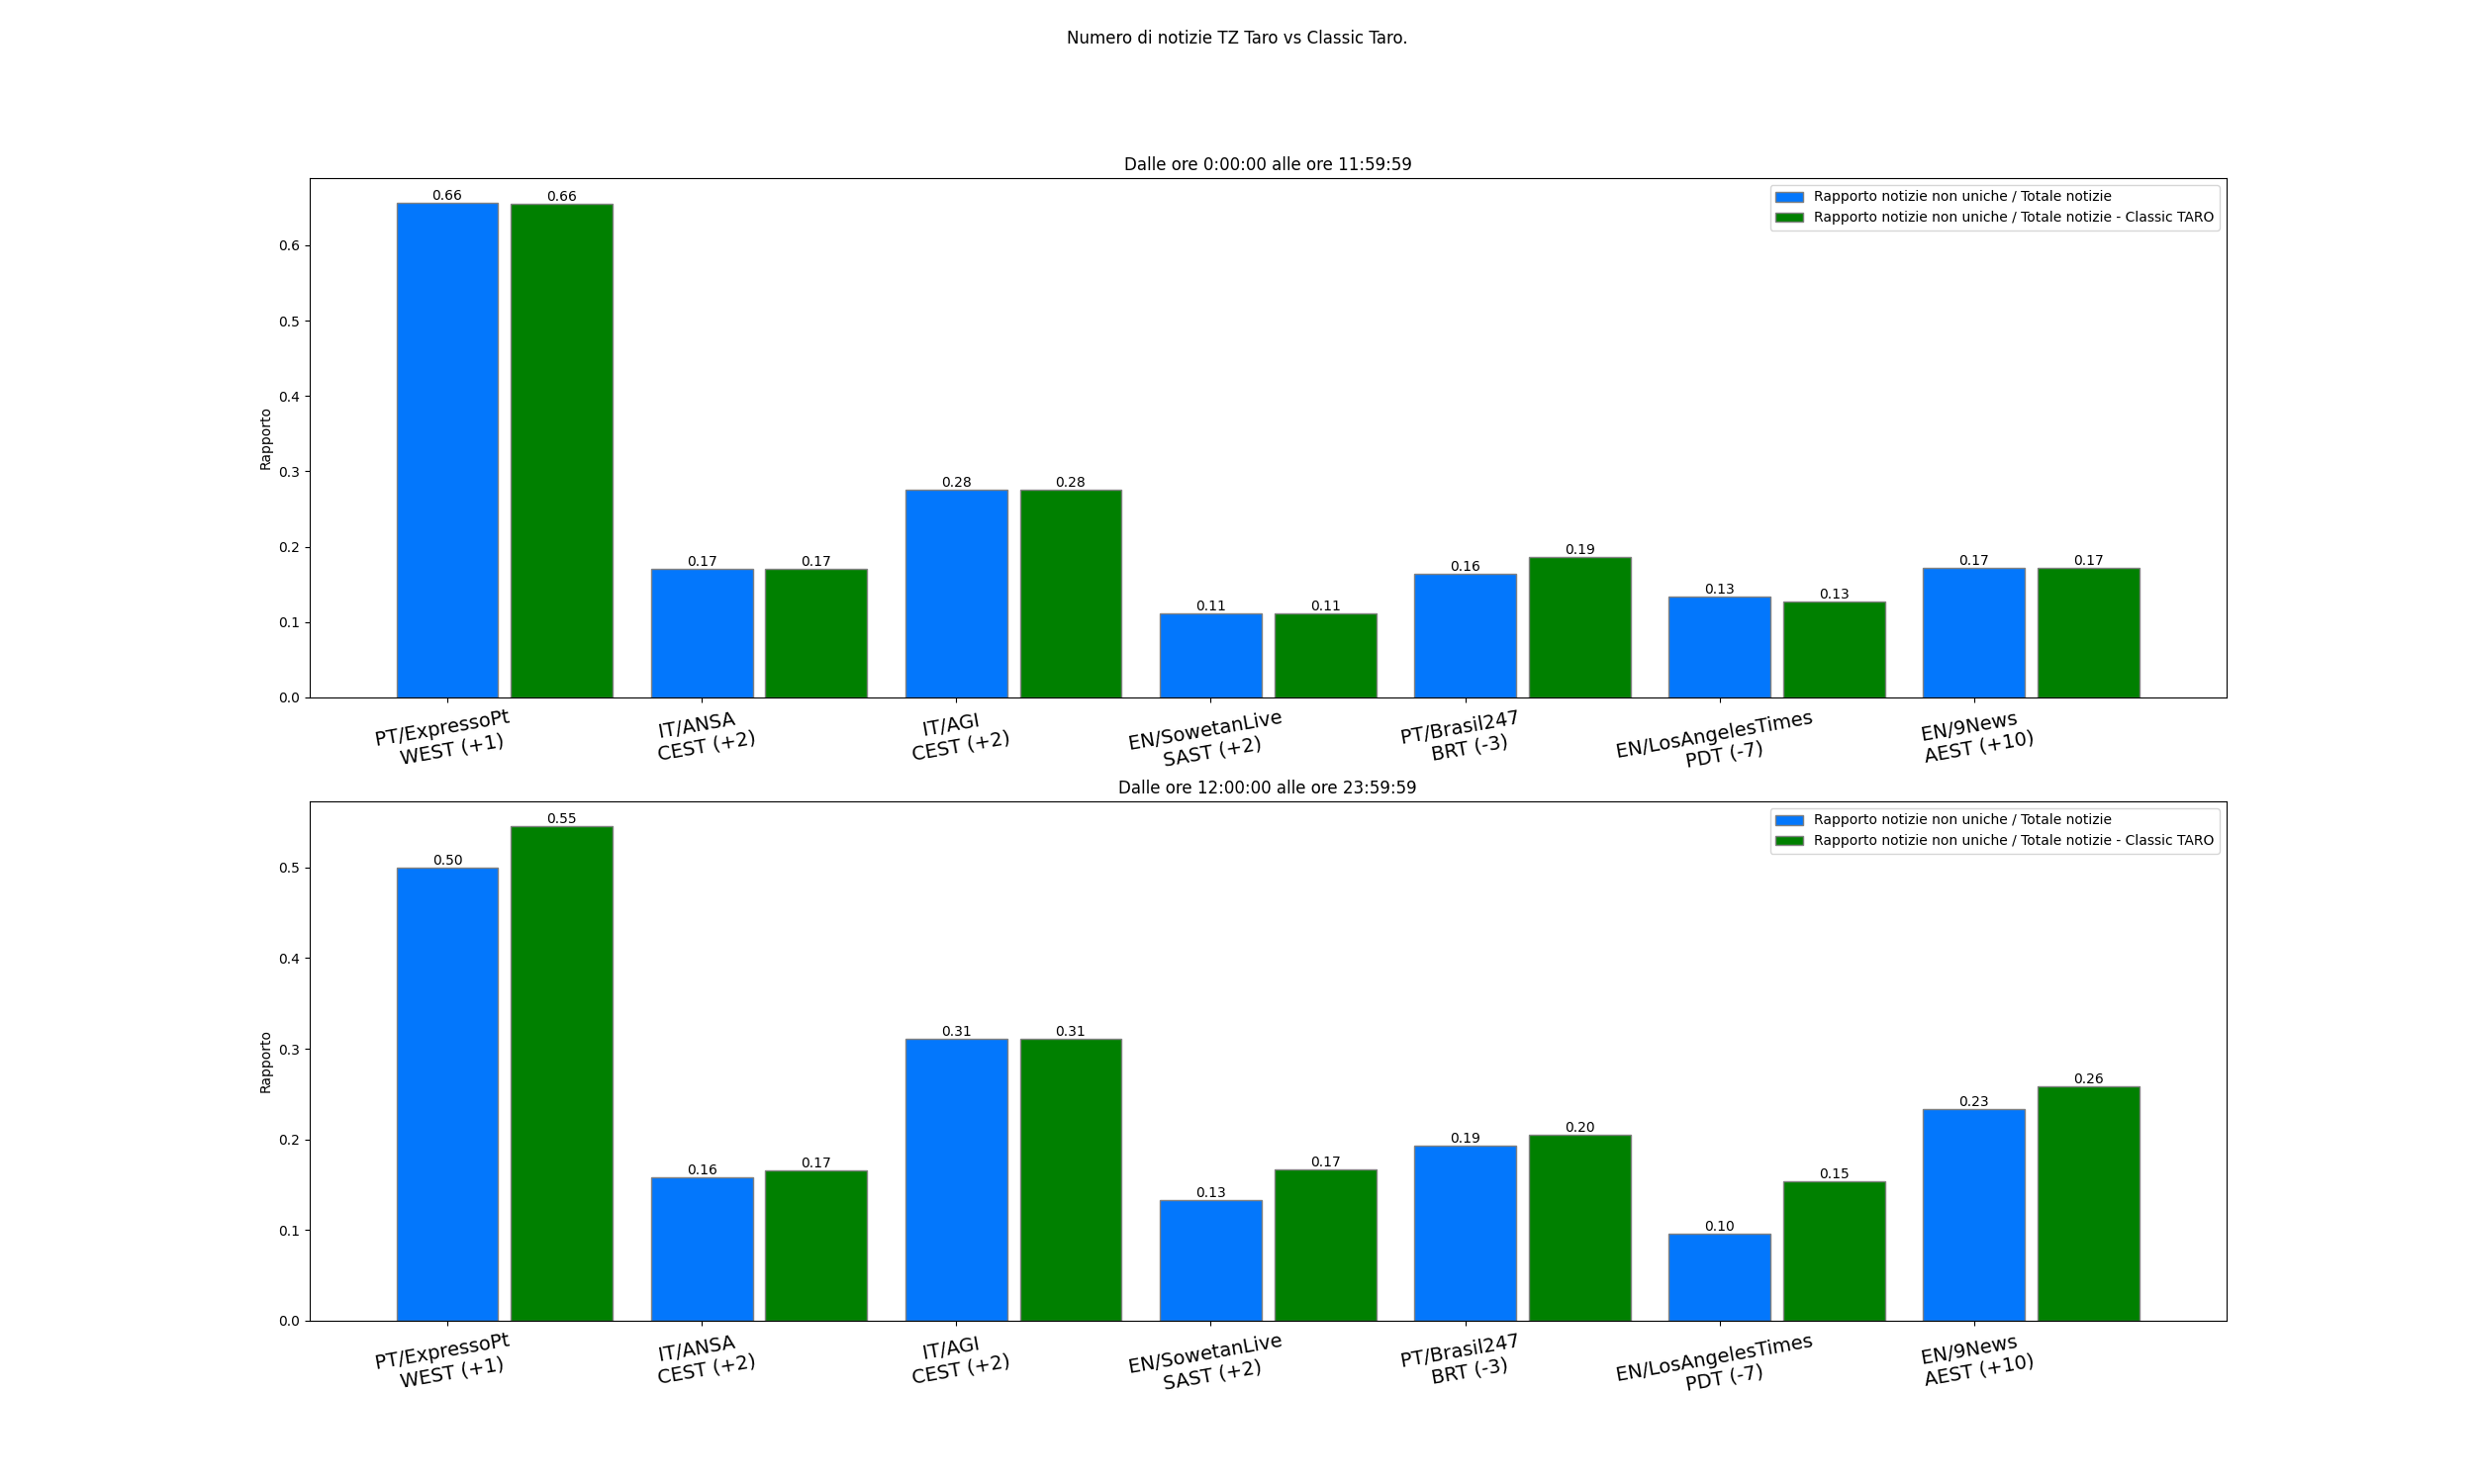 Numero di notizie TZ Taro vs Classic Taro.
Dalle ore 0:00:00 alle ore 11:59:59
Rapporto notizie non uniche / Totale notizie
Rapporto notizie non uniche / Totale notizie - Classic TARO
Rapporto
0.6
0.5
0.4
0.3
0.2
0.1
0.0
0.66
0.66
0.17
0.17
0.28
0.28
0.11
0.11
0.16
0.19
0.13
0.13
0.17
0.17
PT/ExpressoPt
WEST (+1)
IT/ANSA
CEST (+2)
IT/AGI
CEST (+2)
EN/SowetanLive
SAST (+2)
PT/Brasil247
BRT (-3)
EN/LosAngelesTimes
PDT (-7)
EN/9News
AEST (+10)
Dalle ore 12:00:00 alle ore 23:59:59
Rapporto notizie non uniche / Totale notizie
Rapporto notizie non uniche / Totale notizie - Classic TARO
Rapporto
0.5
0.4
0.3
0.2
0.1
0.0
0.50
0.55
0.16
0.17
0.31
0.31
0.13
0.17
0.19
0.20
0.10
0.15
0.23
0.26
PT/ExpressoPt
WEST (+1)
IT/ANSA
CEST (+2)
IT/AGI
CEST (+2)
EN/SowetanLive
SAST (+2)
PT/Brasil247
BRT (-3)
EN/LosAngelesTimes
PDT (-7)
EN/9News
AEST (+10)